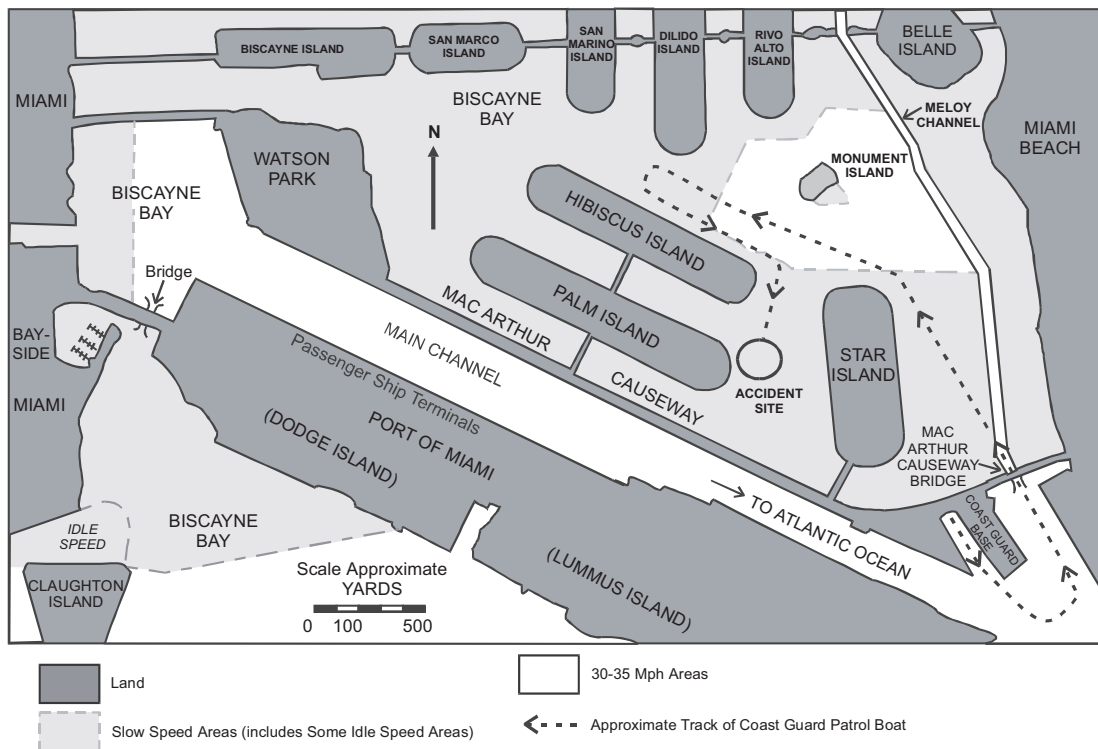 BISCAYNE ISLAND
SAN MARCO
ISLAND
SAN
MARINO
ISLAND
DILIDO
ISLAND
RIVO
ALTO
ISLAND
BELLE
ISLAND
MIAMI
BISCAYNE
BAY
MELOY
CHANNEL
MIAMI
BEACH
N
WATSON
PARK
MONUMENT
ISLAND
BISCAYNE
BAY
HIBISCUS ISLAND
Bridge
PALM ISLAND
MAC ARTHUR
CAUSEWAY
MAIN CHANNEL
BAY-
SIDE
STAR
ISLAND
ACCIDENT
SITE
Passenger Ship Terminals
PORT OF MIAMI
(DODGE ISLAND)
MIAMI
MAC
ARTHUR
CAUSEWAY
BRIDGE
TO ATLANTIC OCEAN
COAST GUARD
BASE
IDLE
SPEED
BISCAYNE
BAY
(LUMMUS ISLAND)
CLAUGHTON
ISLAND
Scale Approximate
YARDS
0 100 500
Land
30-35 Mph Areas
Slow Speed Areas (includes Some Idle Speed Areas)
Approximate Track of Coast Guard Patrol Boat